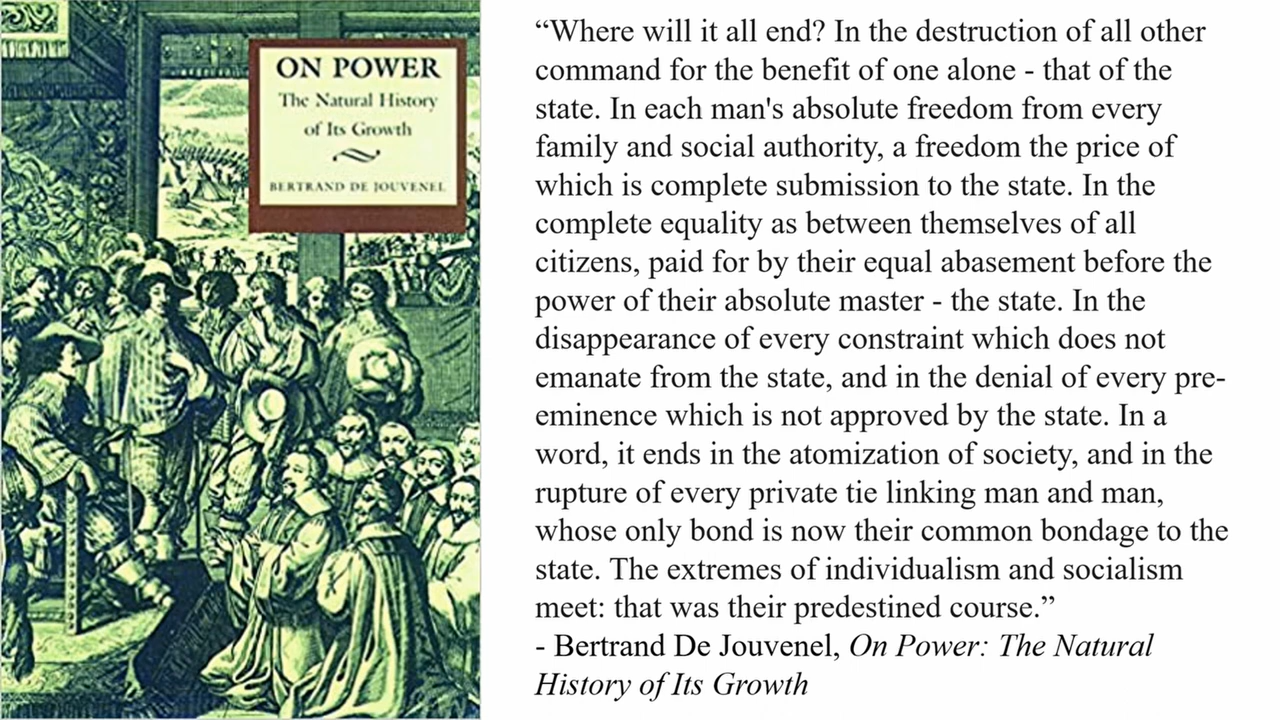 ON POWER
The Natural History
of Its Growth
BERTRAND DE JOUVENEL
“Where will it all end? In the destruction of all other
command for the benefit of one alone - that of the
state. In each man's absolute freedom from every
family and social authority, a freedom the price of
which is complete submission to the state. In the
complete equality as between themselves of all
citizens, paid for by their equal abasement before the
power of their absolute master - the state. In the
disappearance of every constraint which does not
emanate from the state, and in the denial of every pre-
eminence which is not approved by the state. In a
word, it ends in the atomization of society, and in the
rupture of every private tie linking man and man,
whose only bond is now their common bondage to the
state. The extremes of individualism and socialism
meet: that was their predestined course.”
- Bertrand De Jouvenel, On Power: The Natural
History of Its Growth